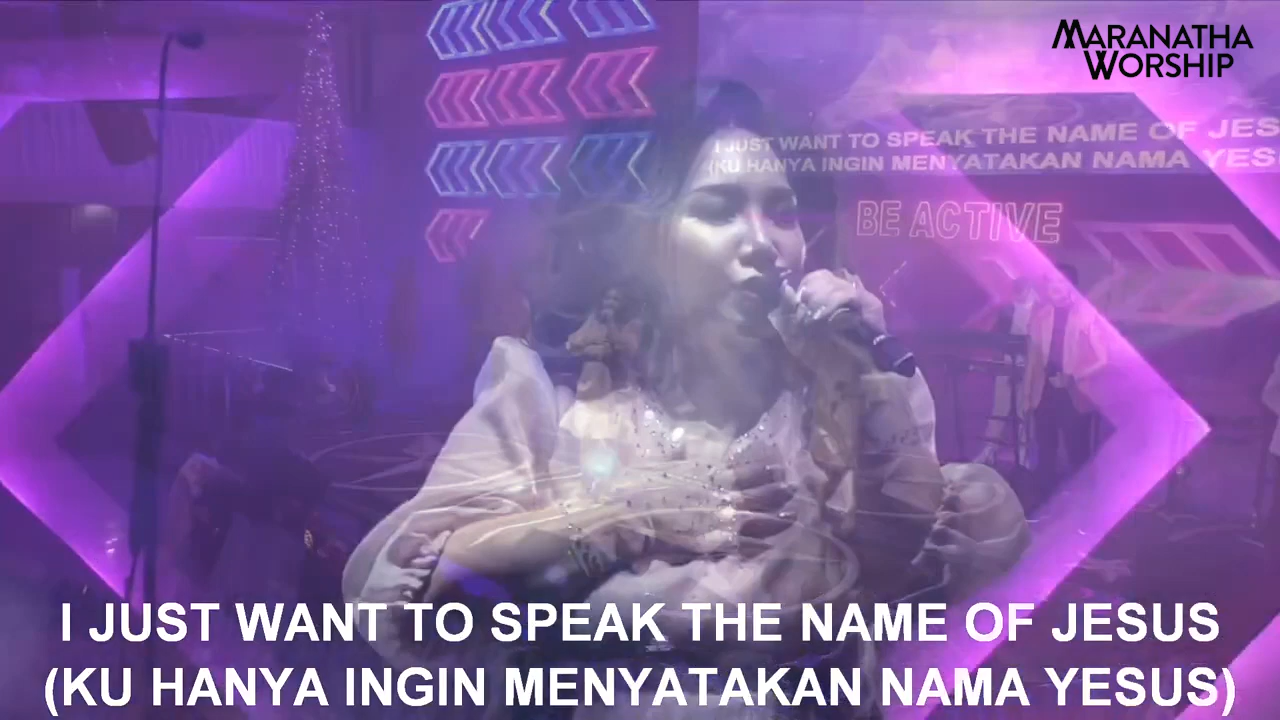 MARANATHA
WORSHIP
I JUST WANT TO SPEAK THE NAME OF JES
(KU HANYA INGIN MENYATAKAN NAMA YES
BE ACTIVE
I JUST WANT TO SPEAK THE NAME OF JESUS
(KU HANYA INGIN MENYATAKAN NAMA YESUS)